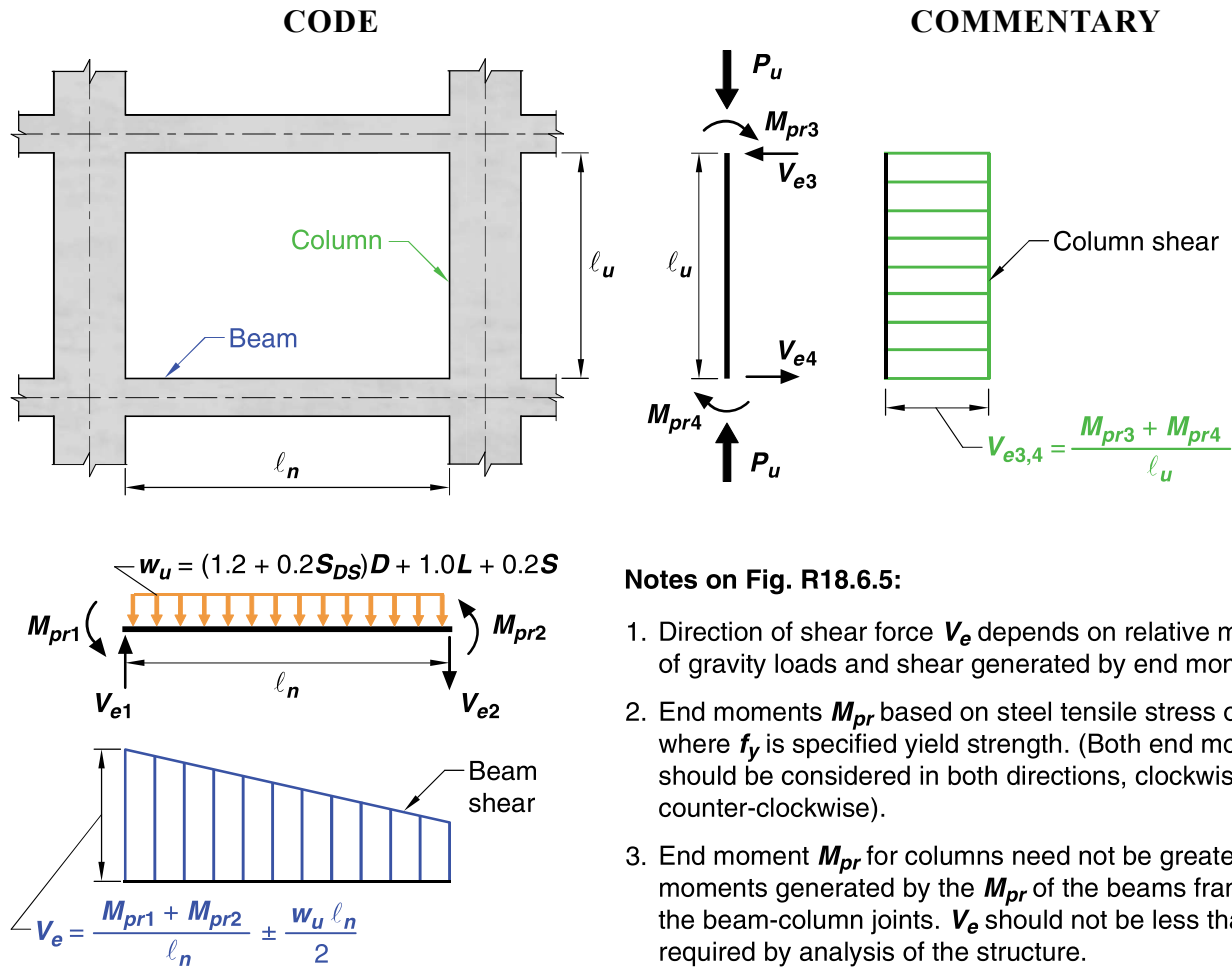 CODE
COMMENTARY
Column
Beam
ℓu
ℓn
Pu
Mpr3
Ve3
ℓu
Ve4
Mpr4
Pu
Column shear
Ve3,4 = (Mpr3 + Mpr4) / ℓu
wu = (1.2 + 0.2SDS)D + 1.0L + 0.2S
Mpr1
Mpr2
ℓn
Ve1
Ve2
Beam
shear
Ve = (Mpr1 + Mpr2) / ℓn ± wu ℓn / 2
Notes on Fig. R18.6.5:
1. Direction of shear force Ve depends on relative
of gravity loads and shear generated by end
2. End moments Mpr based on steel tensile stress
where fy is specified yield strength. (Both end
should be considered in both directions,
counter-clockwise).
3. End moment Mpr for columns need not be
moments generated by the Mpr of the beams
the beam-column joints. Ve should not be less
required by analysis of the structure.